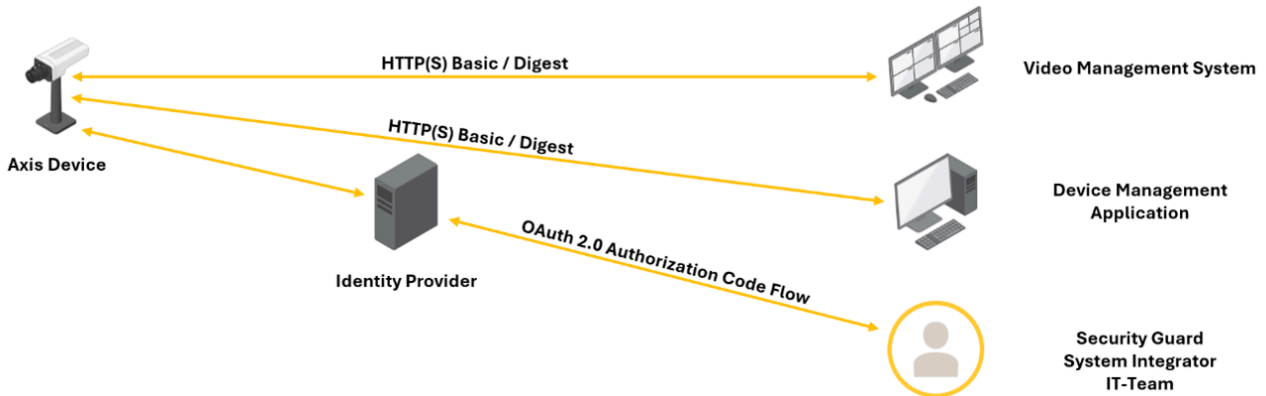 HTTP(S) Basic / Digest
Video Management System
HTTP(S) Basic / Digest
Axis Device
Device Management
Application
OAuth 2.0 Authorization Code Flow
Identity Provider
Security Guard
System Integrator
IT-Team